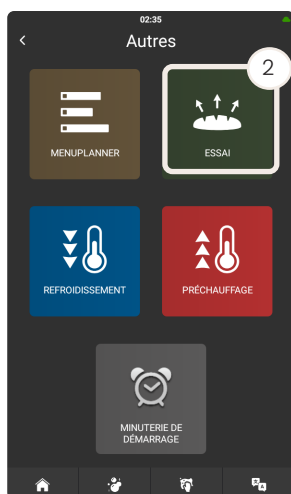 02:35
Autres
2
MENUPLANNER
ESSAI
REFROIDISSEMENT
PRÉCHAUFFAGE
MINUTERIE DE
DÉMARRAGE